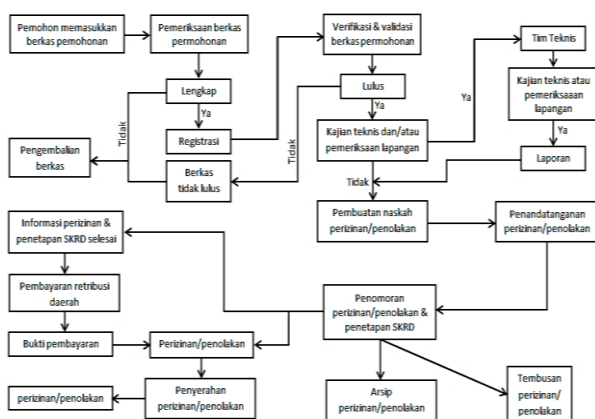 Pemohon memasukkan
berkas pemohonan
Pemeriksaan berkas
permohonan
Lengkap
Ya
Registrasi
Tidak
Pengembalian
berkas
Berkas
tidak lulus
Verifikasi & validasi
berkas permohonan
Lulus
Ya
Tidak
Kajian teknis dan/atau
pemeriksaan lapangan
Ya
Tim Teknis
Kajian teknis atau
pemeriksaaan
lapangan
Ya
Laporan
Tidak
Pembuatan naskah
perizinan/penolakan
Penandatanganan
perizinan/penolakan
Informasi perizinan &
penetapan SKRD selesai
Pembayaran retribusi
daerah
Bukti pembayaran
Perizinan/penolakan
Penyerahan
perizinan/penolakan
perizinan/penolakan
Penomoran
perizinan/penolakan &
penetapan SKRD
Arsip
perizinan/penolakan
Tembusan
perizinan/
penolakan